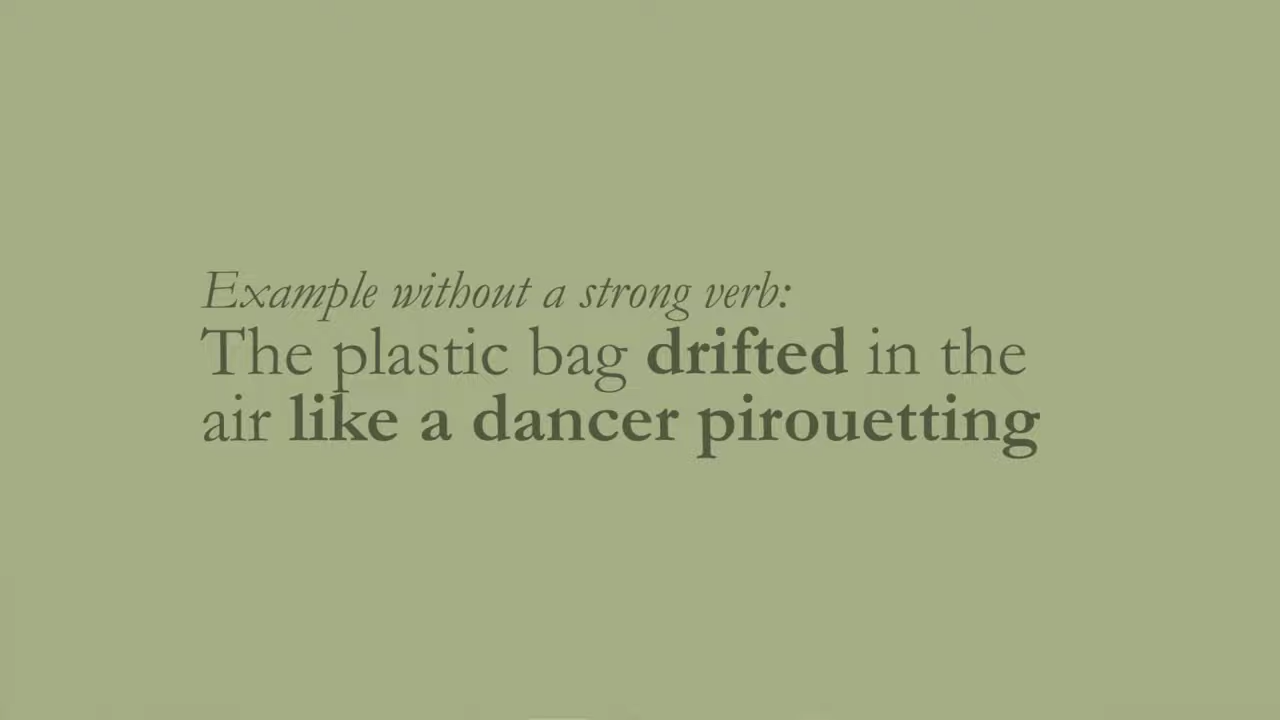 Example without a strong verb:
The plastic bag drifted in the
air like a dancer pirouetting